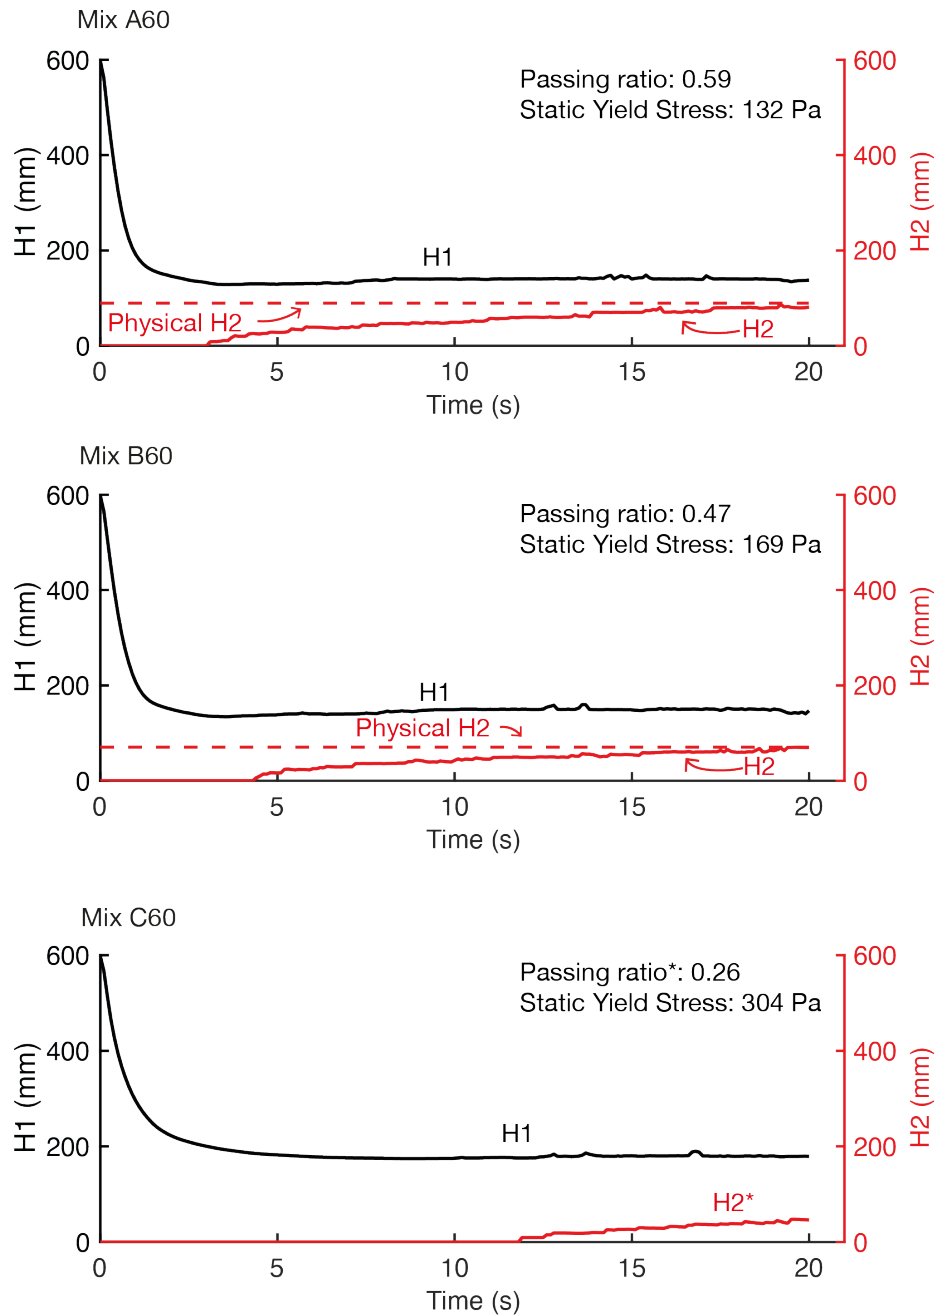 Mix A60
600
400
200
0
H1 (mm)
600
400
200
0
H2 (mm)
Passing ratio: 0.59
Static Yield Stress: 132 Pa
H1
Physical H2
H2
0 5 10 15 20
Time (s)
Mix B60
600
400
200
0
H1 (mm)
600
400
200
0
H2 (mm)
Passing ratio: 0.47
Static Yield Stress: 169 Pa
H1
Physical H2
H2
0 5 10 15 20
Time (s)
Mix C60
600
400
200
0
H1 (mm)
600
400
200
0
H2 (mm)
Passing ratio*: 0.26
Static Yield Stress: 304 Pa
H1
H2*
0 5 10 15 20
Time (s)